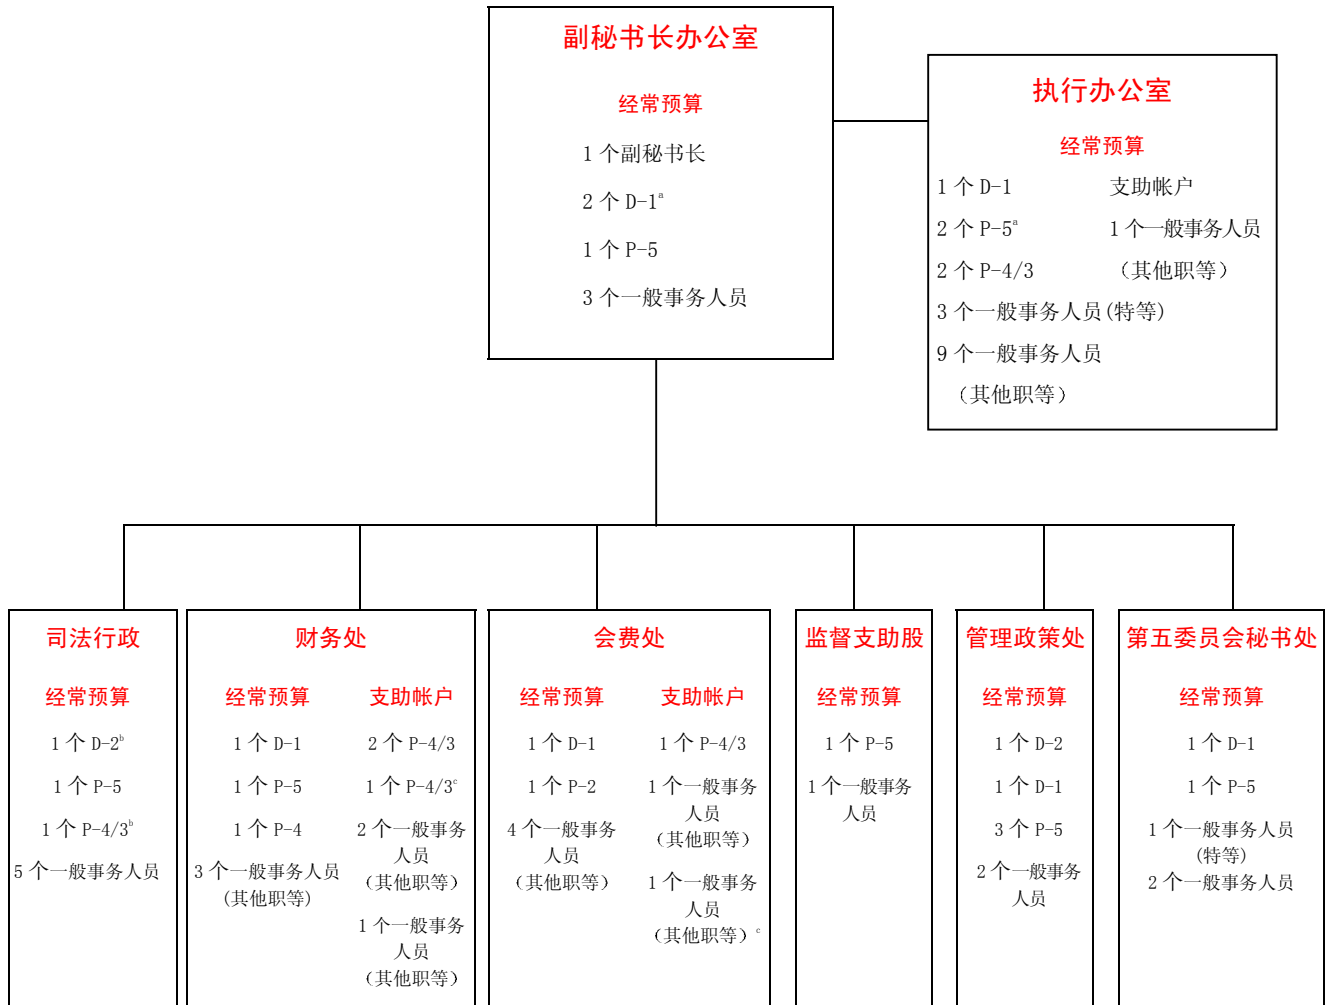 副秘书长办公室
经常预算
1 个副秘书长
2 个 D-1ᵃ
1 个 P-5
3 个一般事务人员
执行办公室
经常预算
1 个 D-1 支助帐户
2 个 P-5ᵃ 1 个一般事务人员
2 个 P-4/3 （其他职等）
3 个一般事务人员(特等)
9 个一般事务人员
（其他职等）
司法行政
经常预算
1 个 D-2ᵇ
1 个 P-5
1 个 P-4/3ᵇ
5 个一般事务人员
财务处
经常预算
1 个 D-1
1 个 P-5
1 个 P-4
3 个一般事务人员
(其他职等)
支助帐户
2 个 P-4/3
1 个 P-4/3ᶜ
2 个一般事务
人员
（其他职等）
1 个一般事务
人员
（其他职等）
会费处
经常预算
1 个 D-1
1 个 P-2
4 个一般事务
人员
（其他职等）
支助帐户
1 个 P-4/3
1 个一般事务
人员
（其他职等）
1 个一般事务
人员
（其他职等）ᶜ
监督支助股
经常预算
1 个 P-5
1 个一般事务
人员
管理政策处
经常预算
1 个 D-2
1 个 D-1
3 个 P-5
2 个一般事务
人员
第五委员会秘书处
经常预算
1 个 D-1
1 个 P-5
1 个一般事务人员
(特等)
2 个一般事务人员